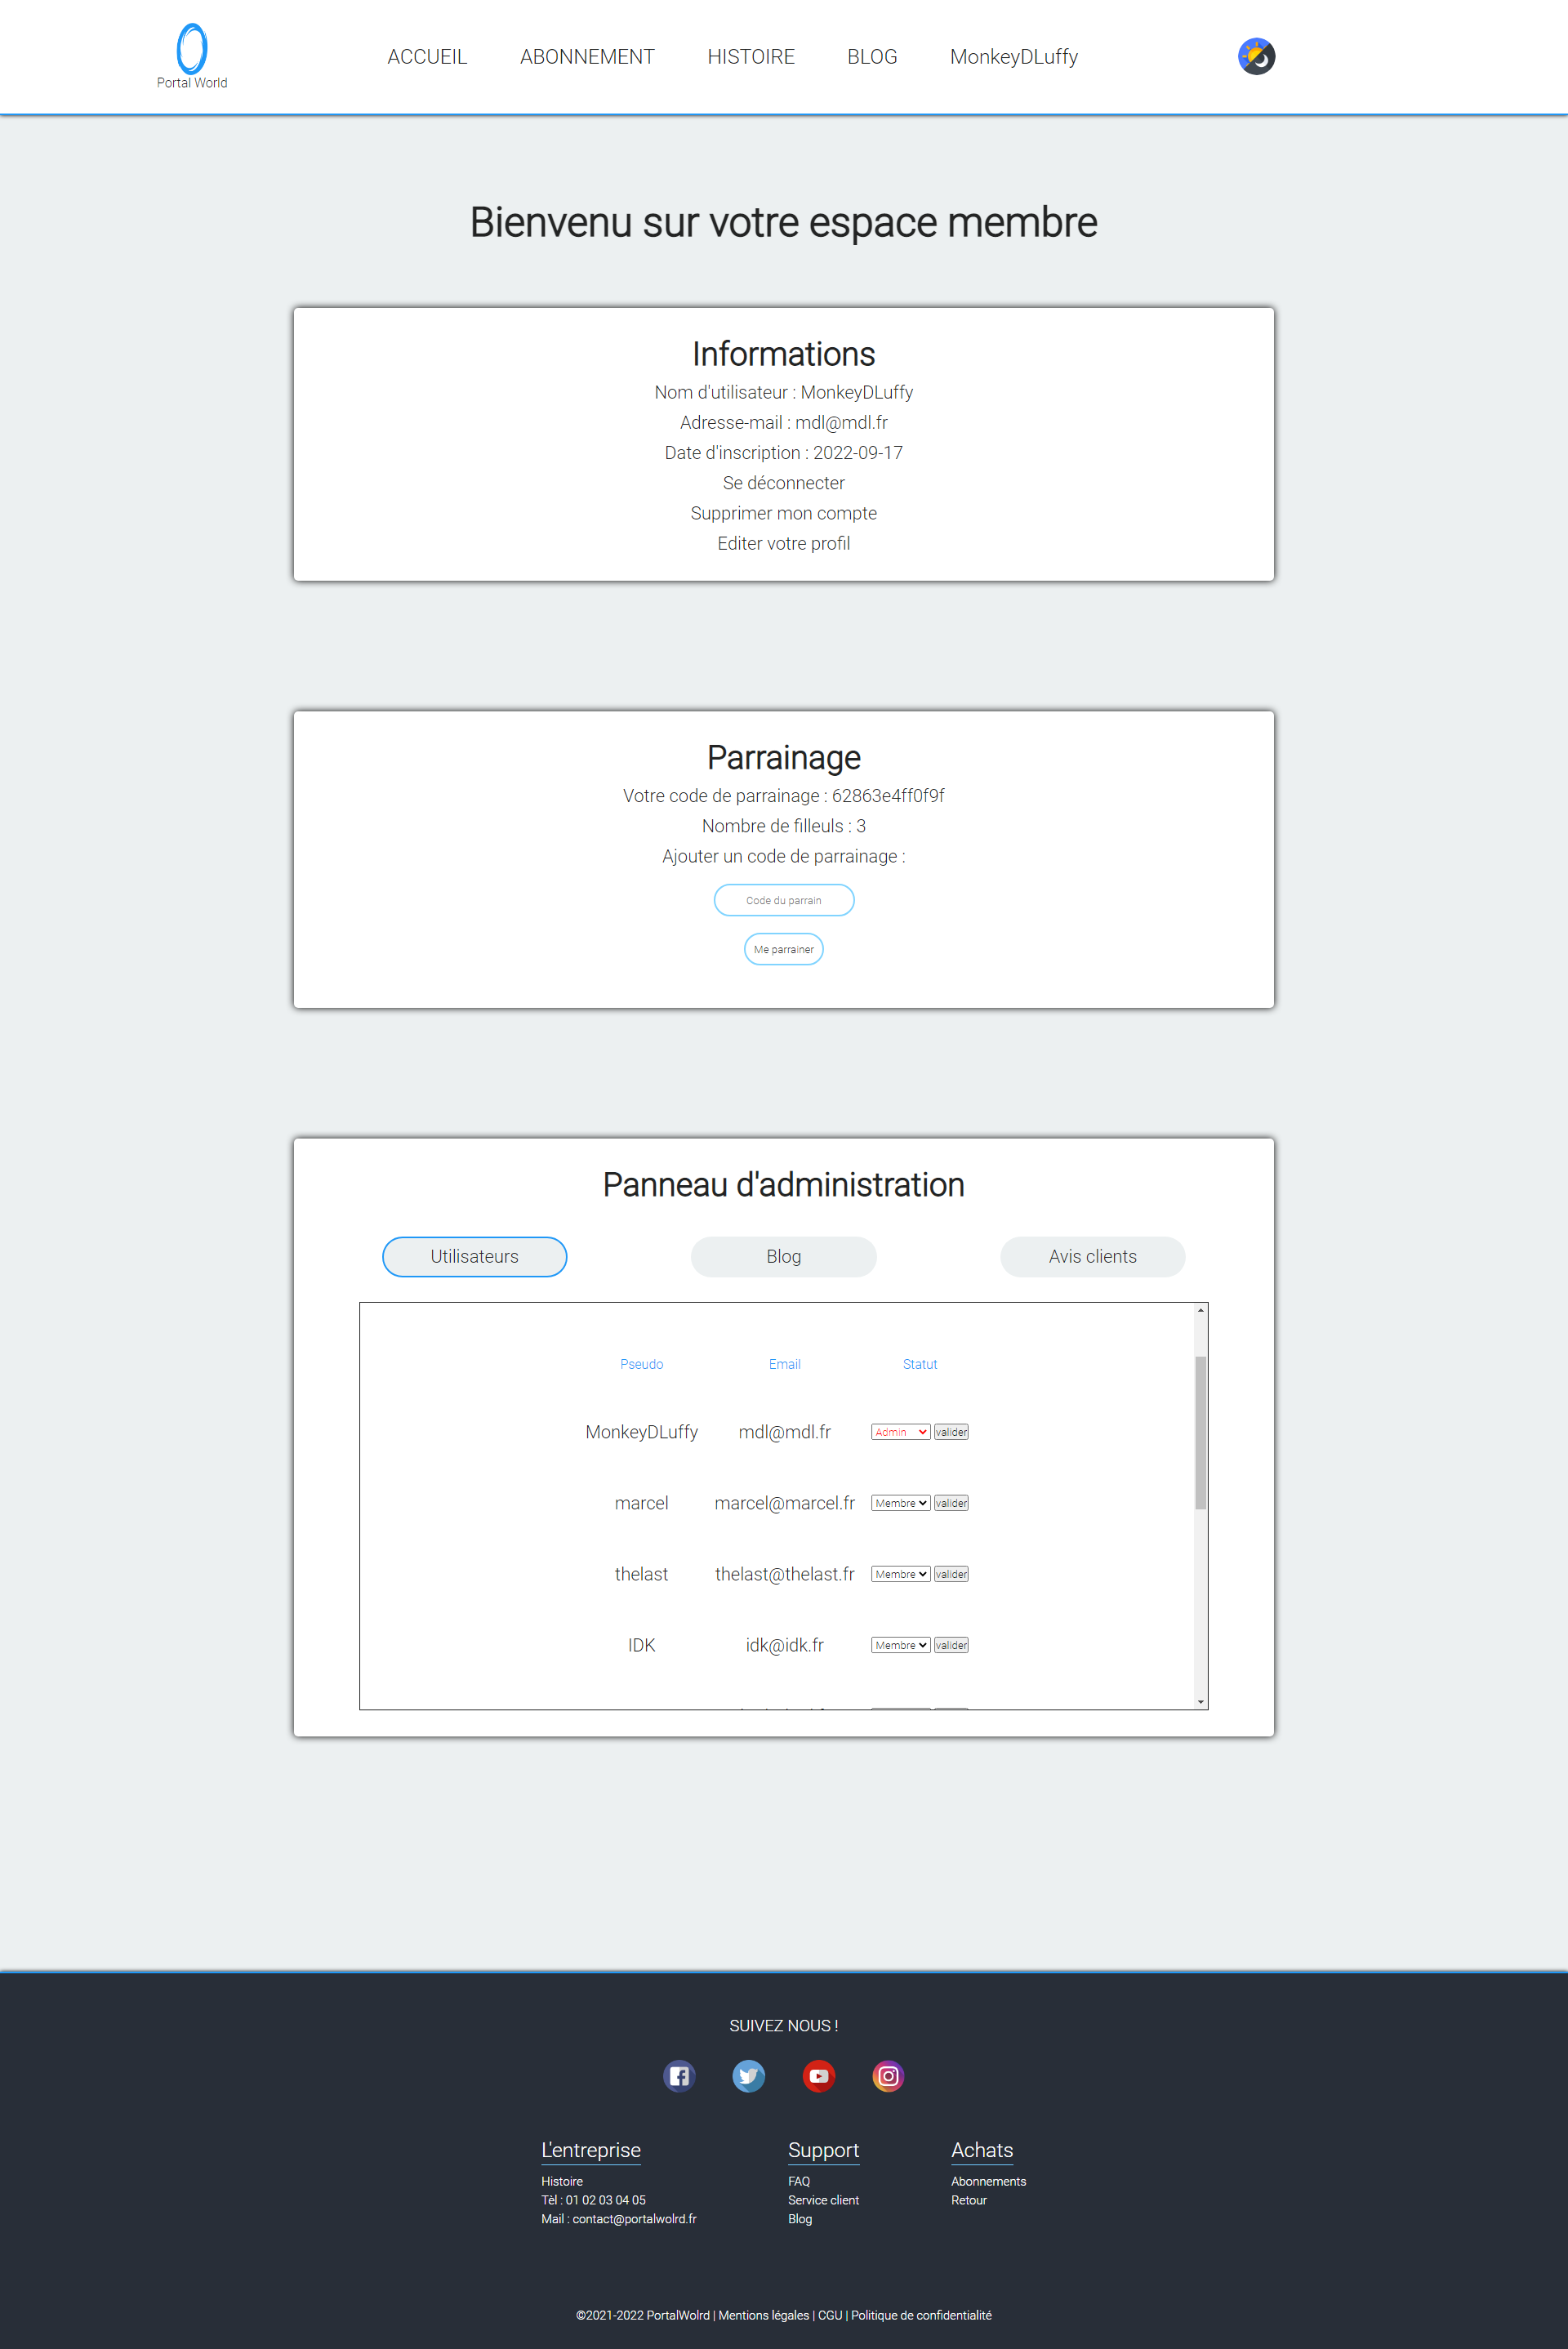 Portal World
ACCUEIL ABONNEMENT HISTOIRE BLOG MonkeyDLuffy
Bienvenu sur votre espace membre
Informations
Nom d'utilisateur : MonkeyDLuffy
Adresse-mail : mdl@mdl.fr
Date d'inscription : 2022-09-17
Se déconnecter
Supprimer mon compte
Editer votre profil
Parrainage
Votre code de parrainage : 62863e4ff0f9f
Nombre de filleuls : 3
Ajouter un code de parrainage :
Code du parrain
Me parrainer
Panneau d'administration
Utilisateurs Blog Avis clients
Pseudo Email Statut
MonkeyDLuffy mdl@mdl.fr Admin valider
marcel marcel@marcel.fr Membre valider
thelast thelast@thelast.fr Membre valider
IDK idk@idk.fr Membre valider
SUIVEZ NOUS !
L'entreprise
Histoire
Tèl : 01 02 03 04 05
Mail : contact@portalwolrd.fr
Support
FAQ
Service client
Blog
Achats
Abonnements
Retour
©2021-2022 PortalWolrd | Mentions légales | CGU | Politique de confidentialité